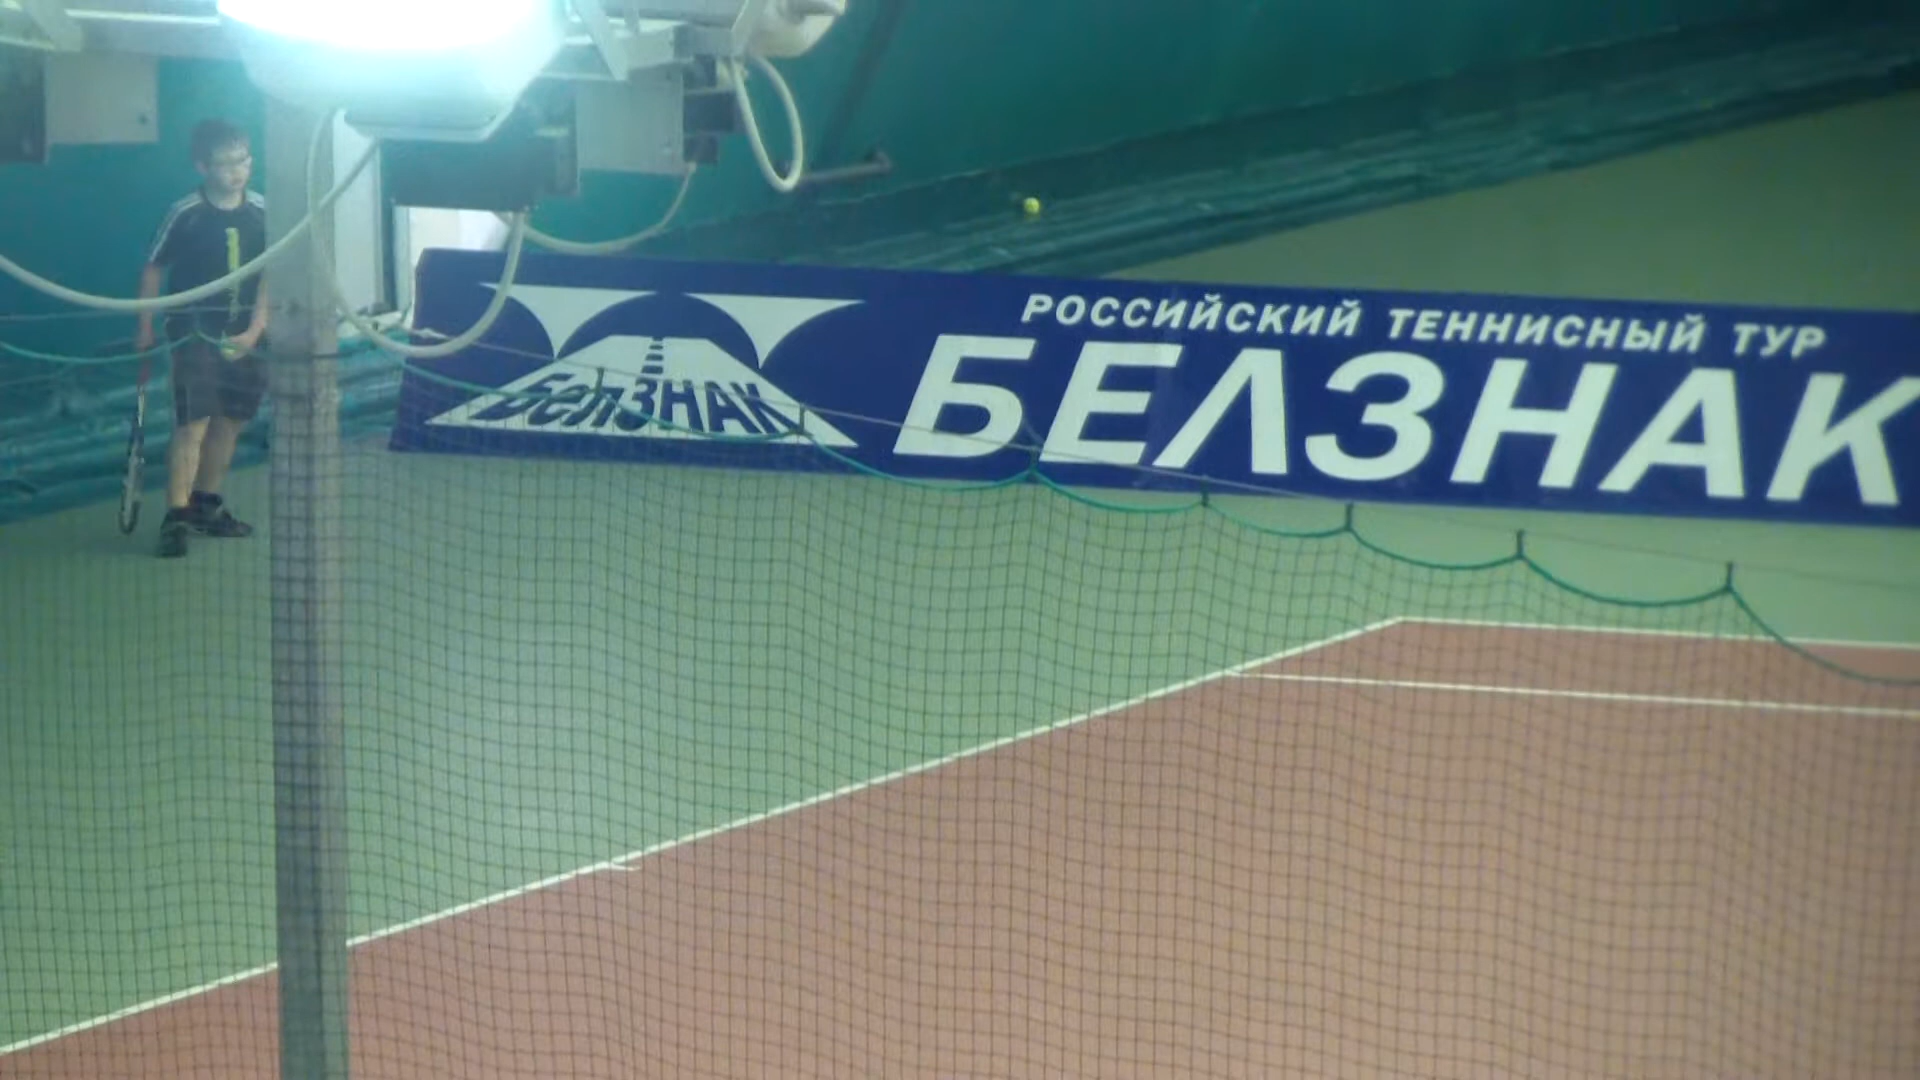 БелЗНАК
РОССИЙСКИЙ ТЕННИСНЫЙ ТУР
БЕЛЗНАК